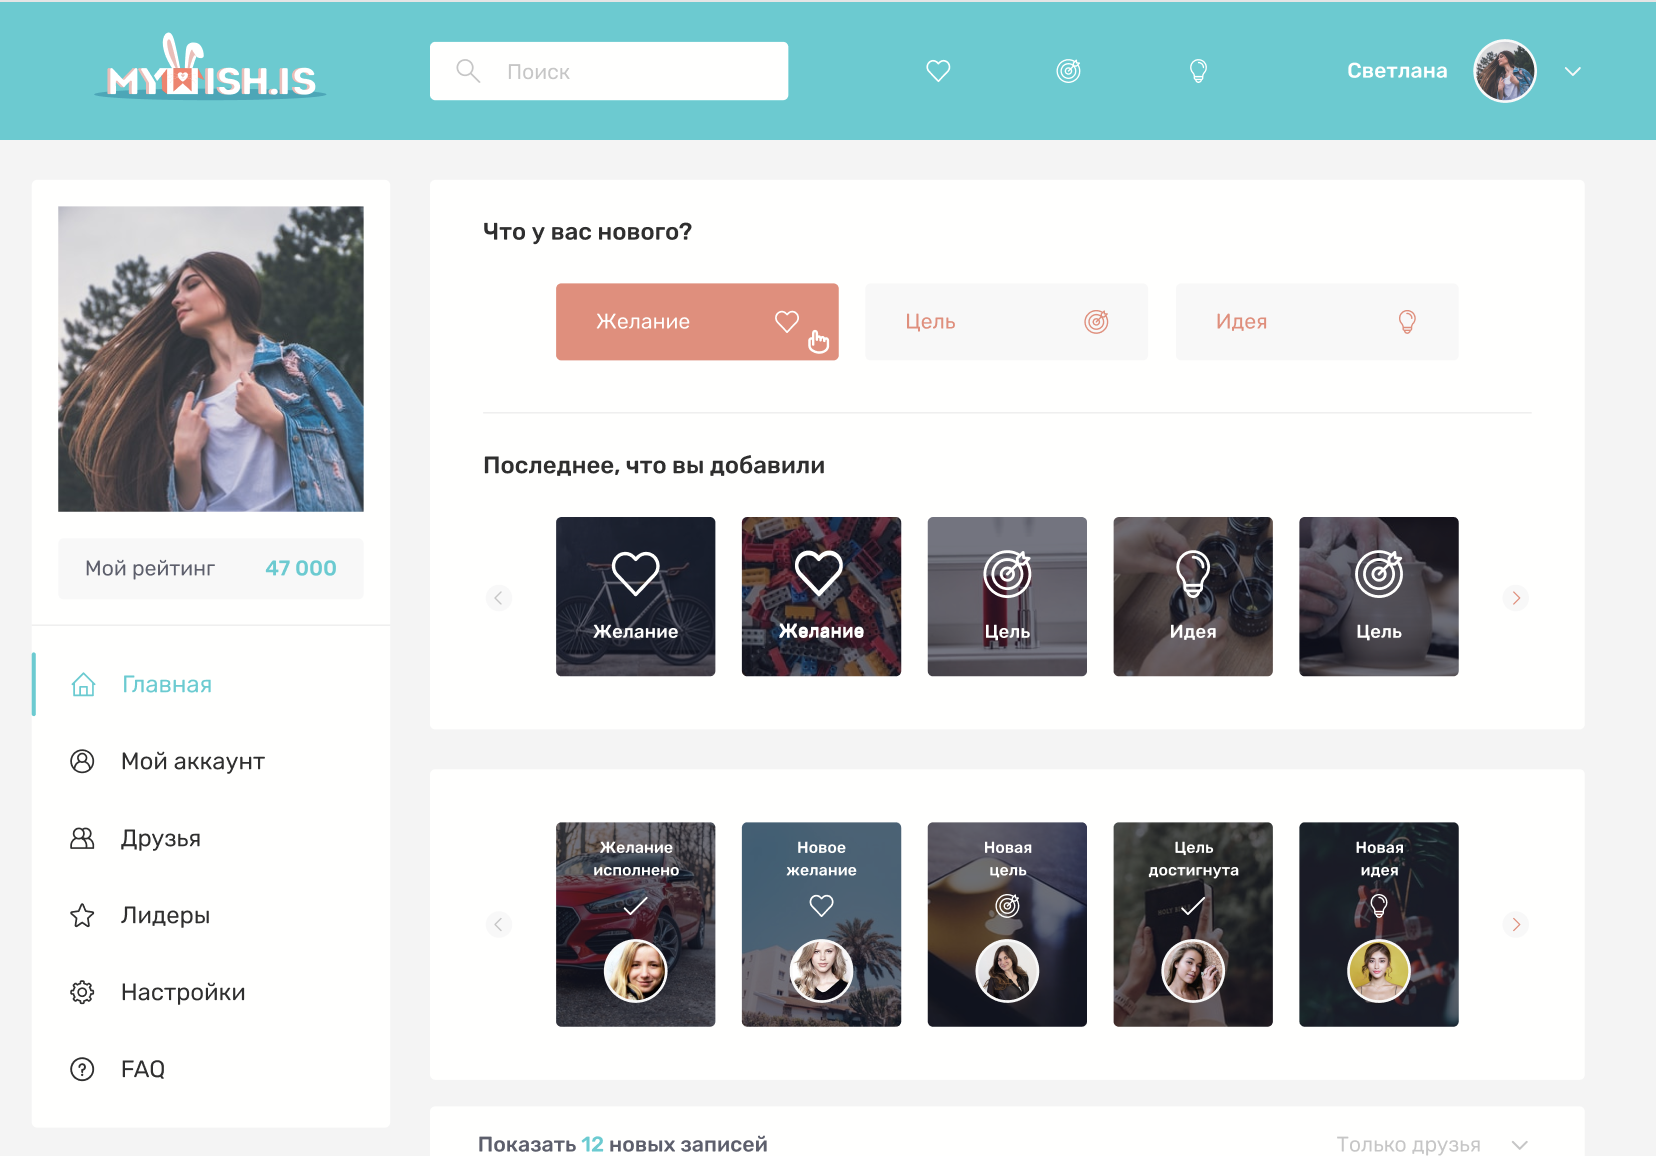 MYWISH.IS
Поиск
Светлана
Что у вас нового?
Желание
Цель
Идея
Последнее, что вы добавили
Желание
Желание
Цель
Идея
Цель
Мой рейтинг 47 000
Главная
Мой аккаунт
Друзья
Лидеры
Настройки
FAQ
Желание
исполнено
Новое
желание
Новая
цель
Цель
достигнута
Новая
идея
Показать 12 новых записей
Только друзья